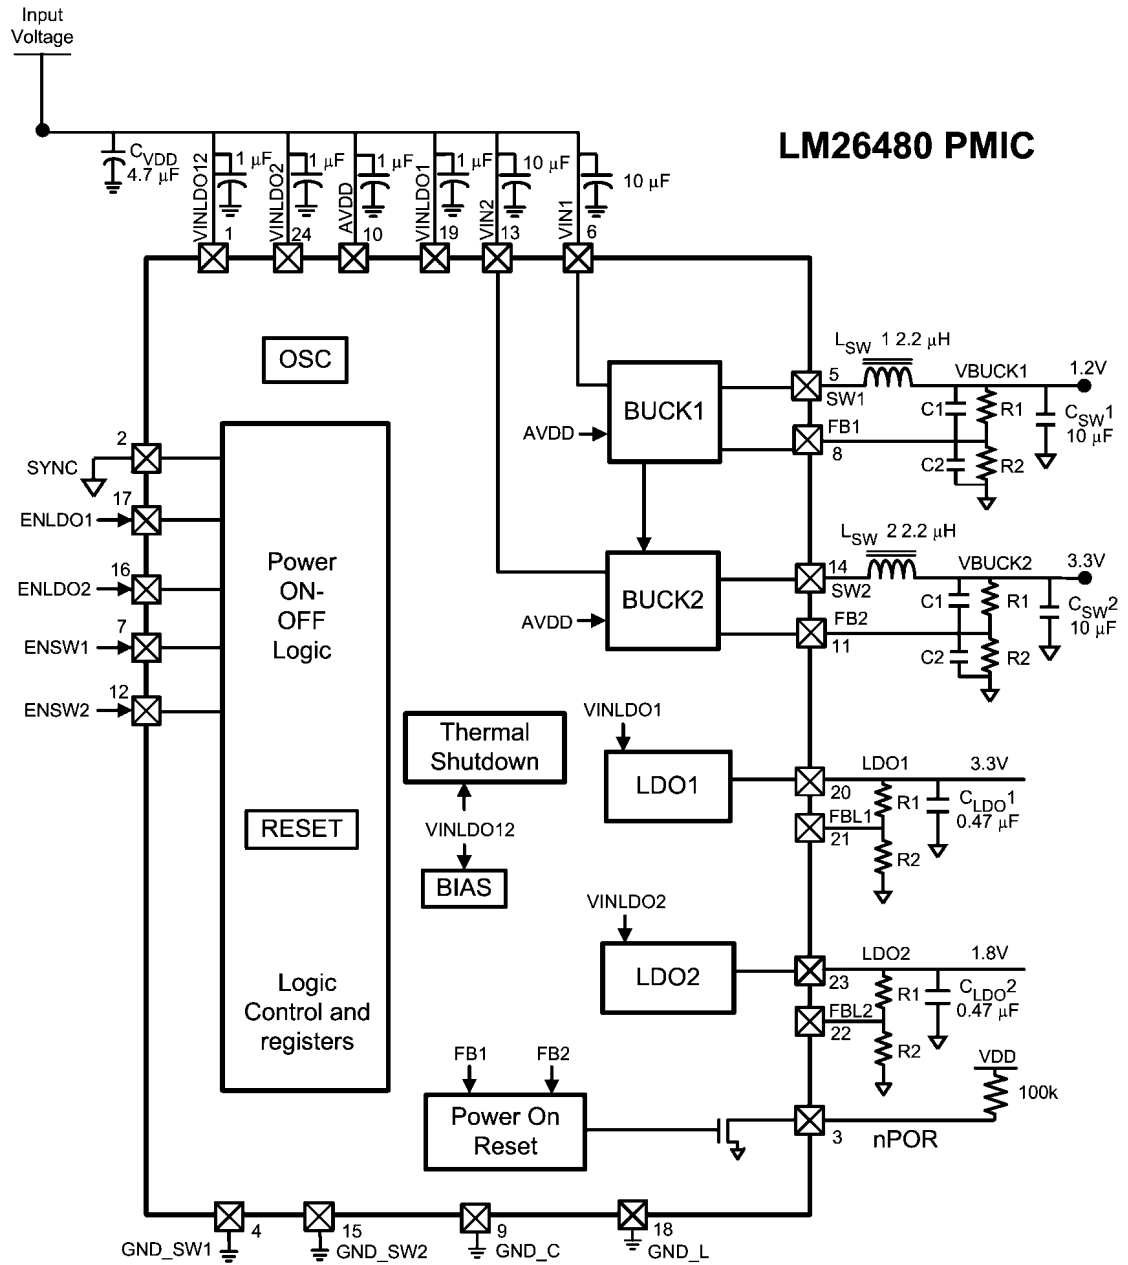 Input
Voltage
LM26480 PMIC
CVDD
4.7 µF
VINLDO12
1 µF
VINLDO2
1 µF
AVDD
1 µF
VINLDO1
1 µF
VIN2
10 µF
VIN1
10 µF
1
24
10
19
13
6
OSC
LSW 1 2.2 µH
BUCK1
AVDD
5
SW1
VBUCK1
1.2V
C1
R1
CSW1
10 µF
FB1
8
C2
R2
2
SYNC
17
ENLDO1
16
ENLDO2
7
ENSW1
12
ENSW2
Power
ON-
OFF
Logic
RESET
Logic
Control and
registers
LSW 2 2.2 µH
BUCK2
AVDD
14
SW2
VBUCK2
3.3V
C1
R1
CSW2
10 µF
FB2
11
C2
R2
Thermal
Shutdown
VINLDO12
BIAS
VINLDO1
LDO1
20
LDO1
3.3V
R1
CLDO1
0.47 µF
FBL1
21
R2
VINLDO2
LDO2
23
LDO2
1.8V
R1
CLDO2
0.47 µF
FBL2
22
R2
FB1
FB2
Power On
Reset
VDD
100k
3
nPOR
4
GND_SW1
15
GND_SW2
9
GND_C
18
GND_L